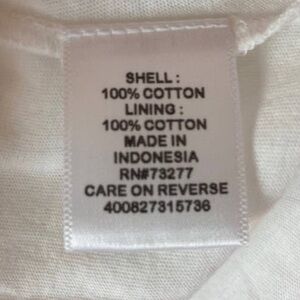 SHELL :
100% COTTON
LINING :
100% COTTON
MADE IN
INDONESIA
RN#73277
CARE ON REVERSE
400827315736